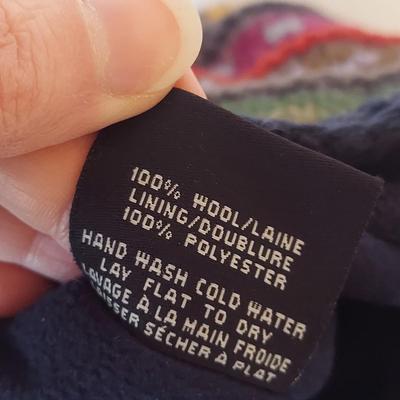 100% WOOL/LAINE
LINING/DOUBLURE
100% POLYESTER
HAND WASH COLD WATER
LAY FLAT TO DRY
LAVAGE À LA MAIN FROIDE
LAISSER SÉCHER À PLAT